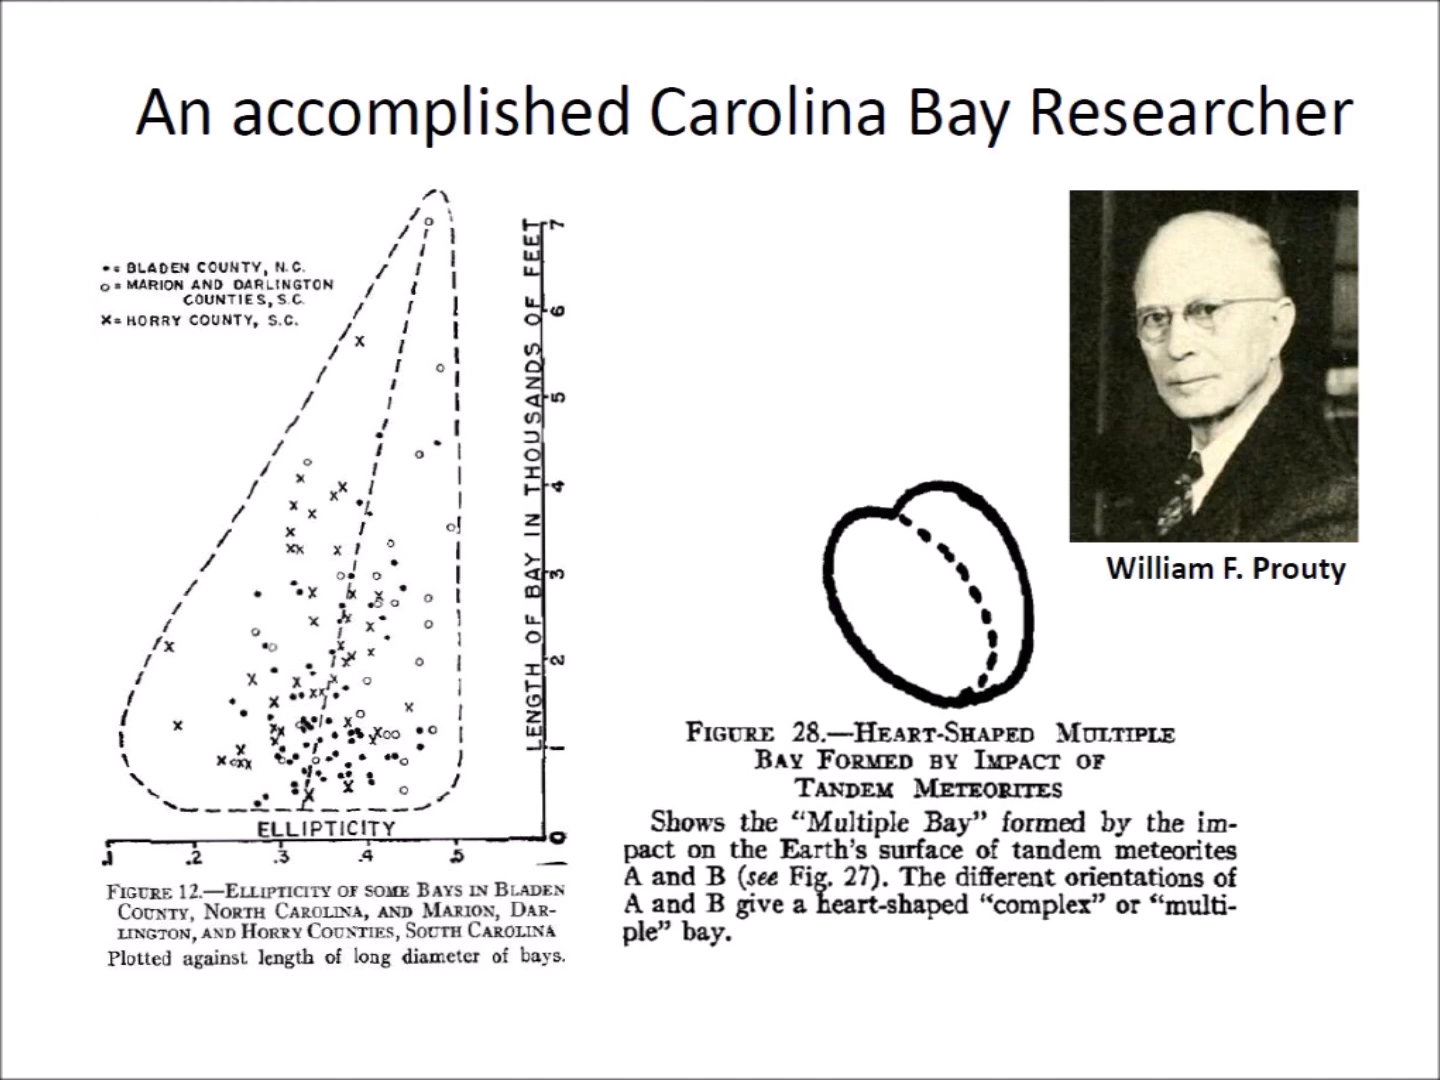 An accomplished Carolina Bay Researcher
•= BLADEN COUNTY, N.C.
o= MARION AND DARLINGTON
COUNTIES, S.C.
x= HORRY COUNTY, S.C.
LENGTH OF BAY IN THOUSANDS OF FEET
7
6
5
4
3
2
1
0
ELLIPTICITY
.1 .2 .3 .4 .5
FIGURE 12.—ELLIPTICITY OF SOME BAYS IN BLADEN
COUNTY, NORTH CAROLINA, AND MARION, DAR-
LINGTON, AND HORRY COUNTIES, SOUTH CAROLINA
Plotted against length of long diameter of bays.
William F. Prouty
FIGURE 28.—HEART-SHAPED MULTIPLE
BAY FORMED BY IMPACT OF
TANDEM METEORITES
Shows the “Multiple Bay” formed by the im-
pact on the Earth's surface of tandem meteorites
A and B (see Fig. 27). The different orientations of
A and B give a heart-shaped “complex” or “multi-
ple” bay.